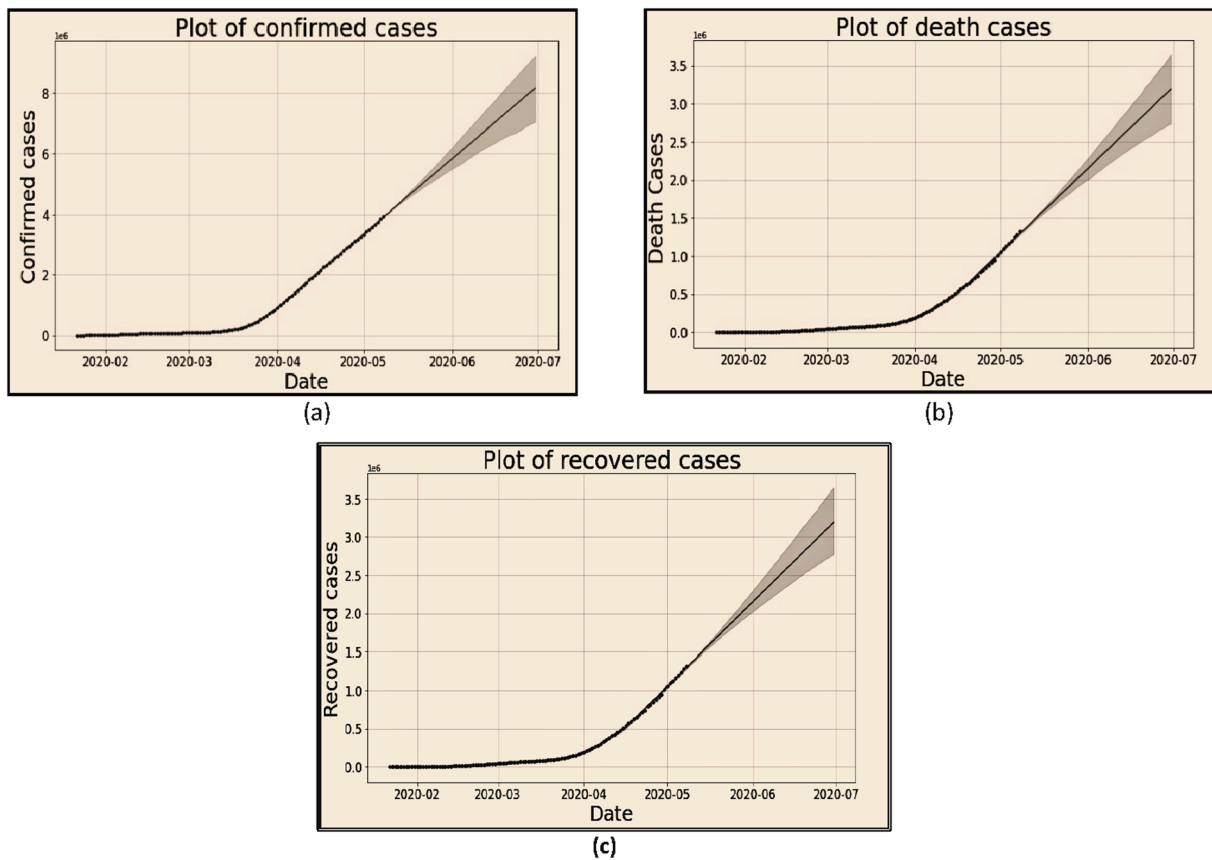 Plot of confirmed cases
1e6
8
6
4
2
0
Confirmed cases
2020-02 2020-03 2020-04 2020-05 2020-06 2020-07
Date
(a)
Plot of death cases
1e6
3.5
3.0
2.5
2.0
1.5
1.0
0.5
0.0
Death Cases
2020-02 2020-03 2020-04 2020-05 2020-06 2020-07
Date
(b)
Plot of recovered cases
1e6
3.5
3.0
2.5
2.0
1.5
1.0
0.5
0.0
Recovered cases
2020-02 2020-03 2020-04 2020-05 2020-06 2020-07
Date
(c)